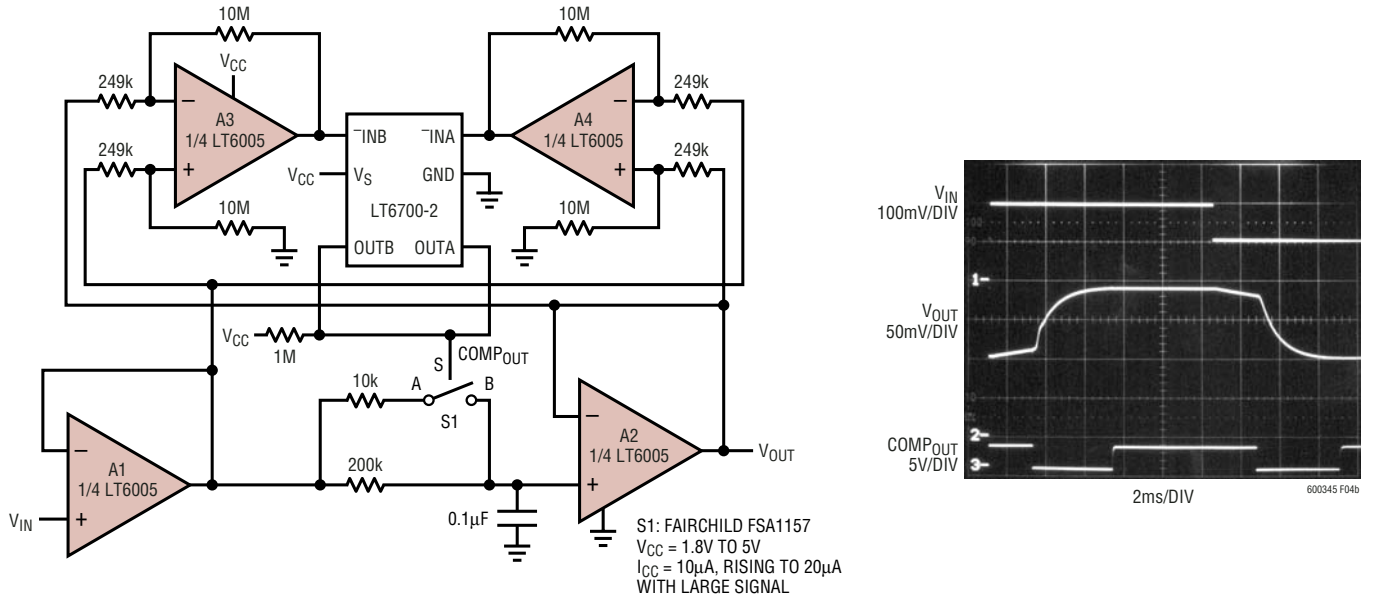 10M
10M
VCC
249k
249k
−
A3
1/4 LT6005
+
249k
10M
VCC
¯INB
¯INA
VS
GND
LT6700-2
OUTB
OUTA
−
A4
1/4 LT6005
+
249k
10M
VCC
1M
S
COMPOUT
10k
A
B
S1
200k
−
A1
1/4 LT6005
+
VIN
0.1µF
−
A2
1/4 LT6005
+
VOUT
S1: FAIRCHILD FSA1157
VCC = 1.8V TO 5V
ICC = 10µA, RISING TO 20µA
WITH LARGE SIGNAL
VIN
100mV/DIV
1-
VOUT
50mV/DIV
2-
COMPOUT
5V/DIV
3-
2ms/DIV
600345 F04b